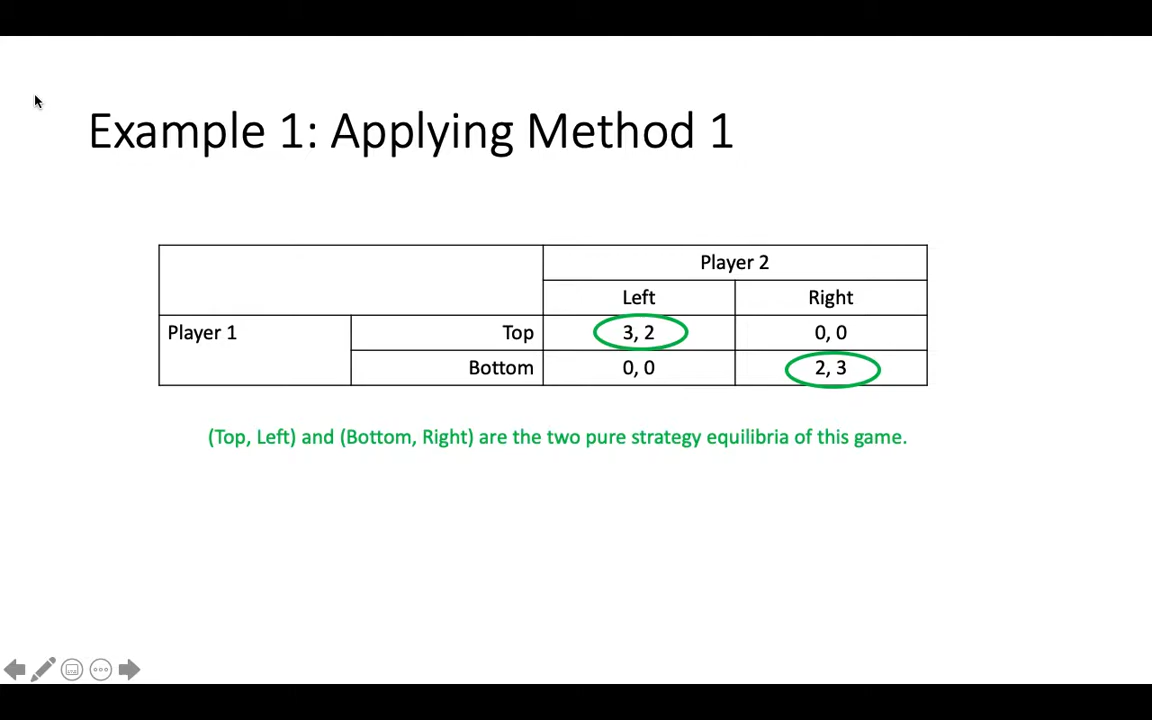 Example 1: Applying Method 1
Player 2
Left Right
Player 1 Top 3, 2 0, 0
Bottom 0, 0 2, 3
(Top, Left) and (Bottom, Right) are the two pure strategy equilibria of this game.